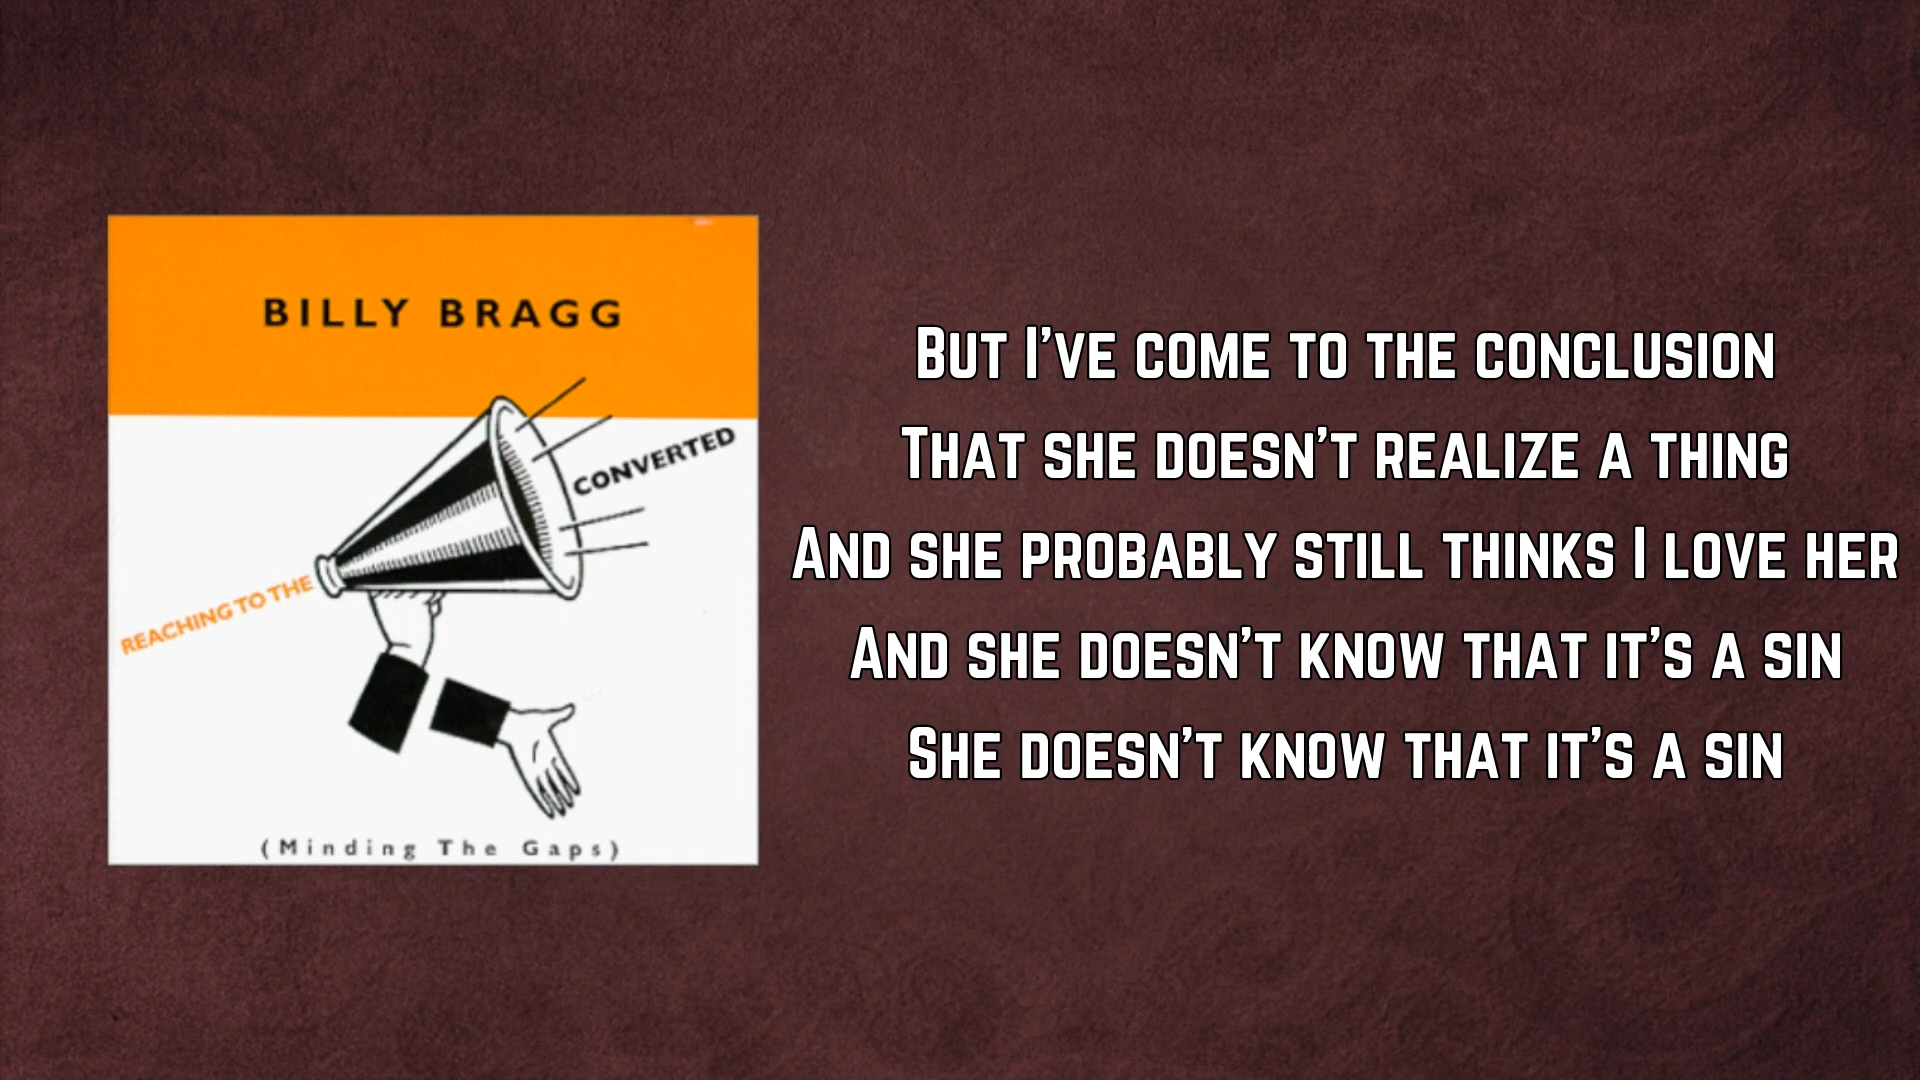 BILLY BRAGG
REACHING TO THE
CONVERTED
(Minding The Gaps)
But I've come to the conclusion
That she doesn't realize a thing
And she probably still thinks I love her
And she doesn't know that it's a sin
She doesn't know that it's a sin